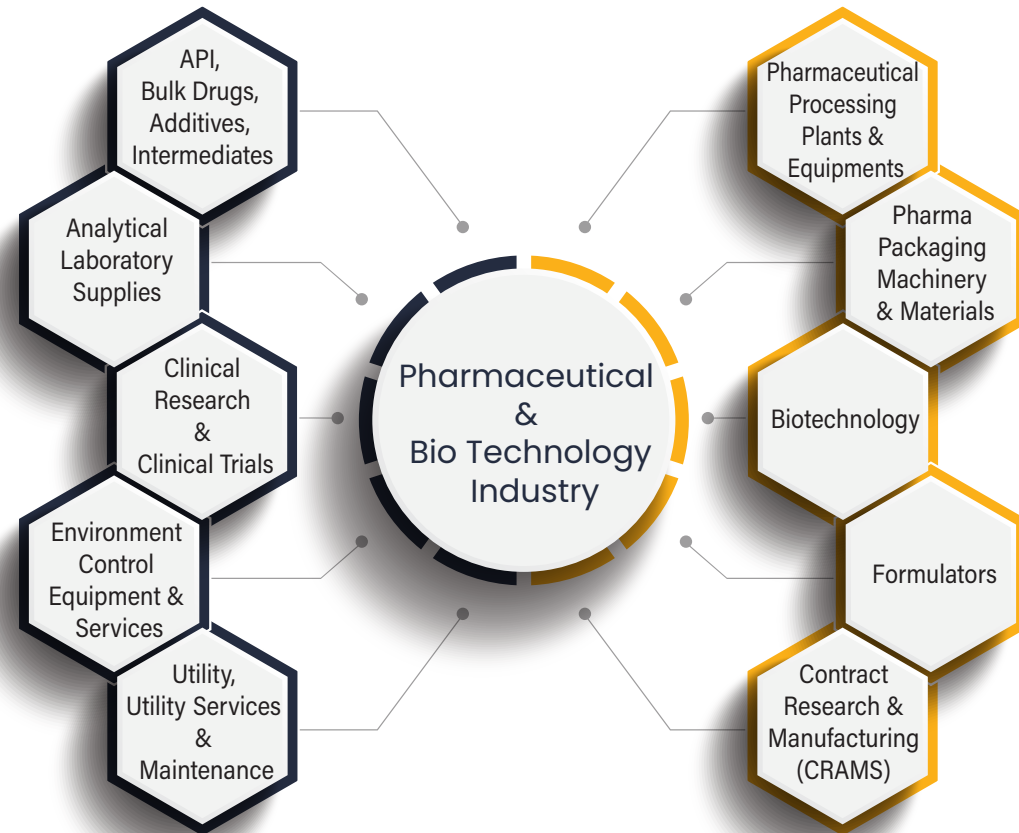 API,
Bulk Drugs,
Additives,
Intermediates
Analytical
Laboratory
Supplies
Clinical
Research
&
Clinical Trials
Environment
Control
Equipment &
Services
Utility,
Utility Services
&
Maintenance
Pharmaceutical
&
Bio Technology
Industry
Pharmaceutical
Processing
Plants &
Equipments
Pharma
Packaging
Machinery
& Materials
Biotechnology
Formulators
Contract
Research &
Manufacturing
(CRAMS)